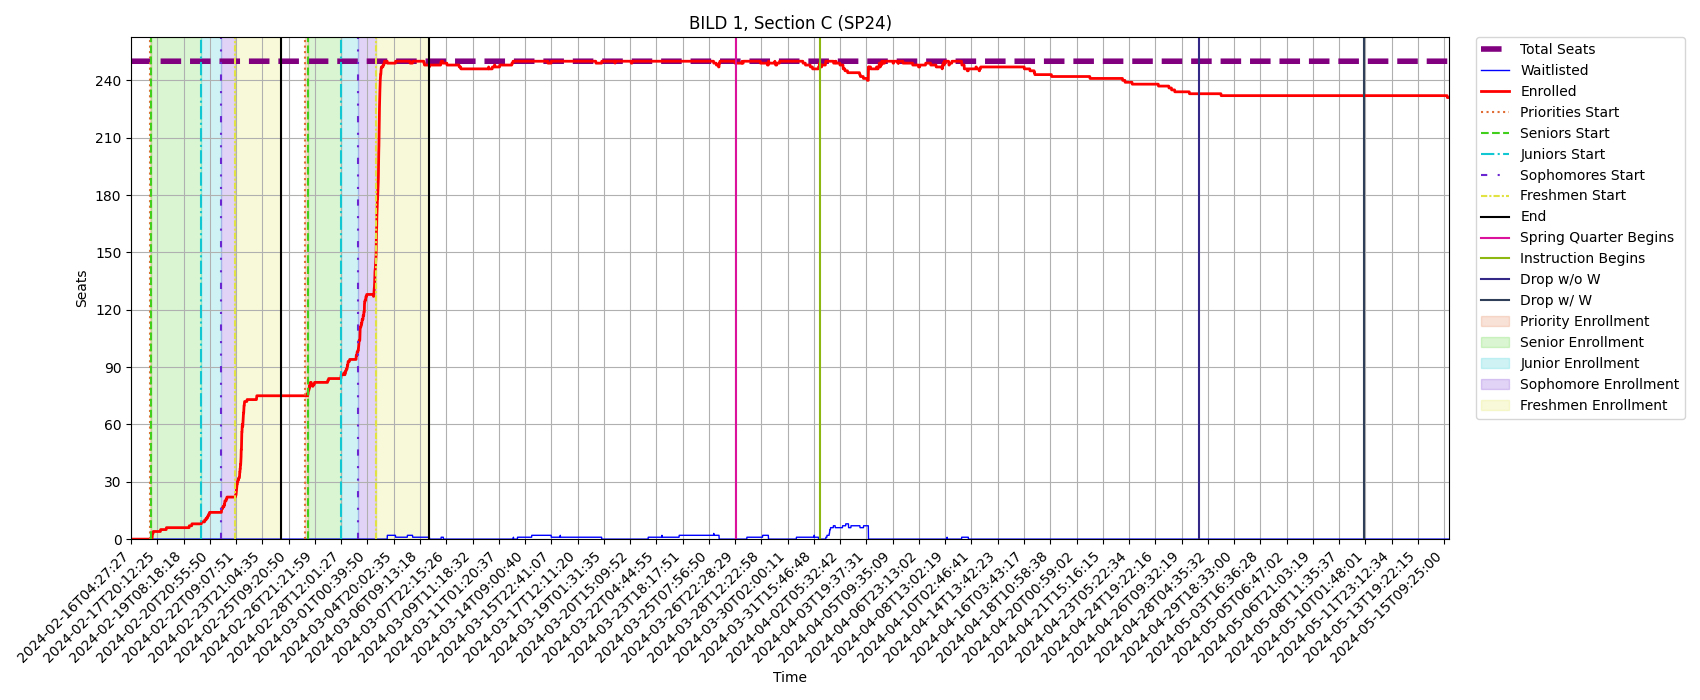 BILD 1, Section C (SP24)
Seats
240
210
180
150
120
90
60
30
0
2024-02-16T04:27:27
2024-02-17T20:12:25
2024-02-19T08:18:18
2024-02-20T20:55:50
2024-02-22T09:07:51
2024-02-23T21:04:35
2024-02-25T09:20:50
2024-02-26T21:21:59
2024-02-28T12:01:27
2024-03-01T00:39:50
2024-03-04T02:02:35
2024-03-06T09:13:18
2024-03-07T22:15:26
2024-03-09T11:18:32
2024-03-11T01:20:37
2024-03-14T09:00:40
2024-03-15T22:41:07
2024-03-17T12:11:20
2024-03-19T01:31:35
2024-03-20T15:09:52
2024-03-22T04:44:55
2024-03-23T18:17:51
2024-03-25T07:56:50
2024-03-26T22:28:29
2024-03-28T12:22:58
2024-03-30T02:00:11
2024-03-31T15:46:48
2024-04-02T05:32:42
2024-04-03T19:37:31
2024-04-05T09:35:09
2024-04-06T23:13:02
2024-04-08T13:02:19
2024-04-10T02:46:41
2024-04-14T13:42:23
2024-04-16T03:43:17
2024-04-18T10:58:38
2024-04-20T00:59:02
2024-04-21T15:16:15
2024-04-23T05:22:34
2024-04-24T19:22:16
2024-04-26T09:32:19
2024-04-28T04:35:32
2024-04-29T18:33:00
2024-05-03T16:36:28
2024-05-05T06:47:02
2024-05-06T21:03:19
2024-05-08T11:35:37
2024-05-10T01:48:01
2024-05-11T23:12:34
2024-05-13T19:22:15
2024-05-15T09:25:00
Time
Total Seats
Waitlisted
Enrolled
Priorities Start
Seniors Start
Juniors Start
Sophomores Start
Freshmen Start
End
Spring Quarter Begins
Instruction Begins
Drop w/o W
Drop w/ W
Priority Enrollment
Senior Enrollment
Junior Enrollment
Sophomore Enrollment
Freshmen Enrollment